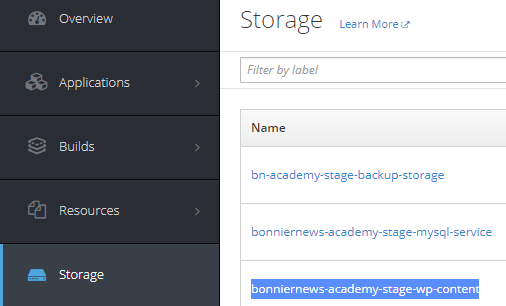 Overview
Applications
Builds
Resources
Storage
Storage Learn More
Filter by label
Name
bn-academy-stage-backup-storage
bonniernews-academy-stage-mysql-service
bonniernews-academy-stage-wp-content